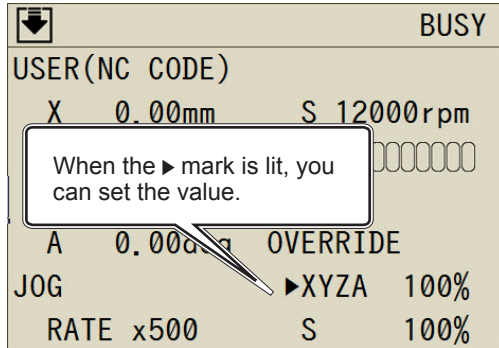 BUSY
USER(NC CODE)
X 0.00mm S 12000rpm
When the ▶ mark is lit, you
can set the value.
A 0.00deg OVERRIDE
JOG ▶XYZA 100%
RATE x500 S 100%